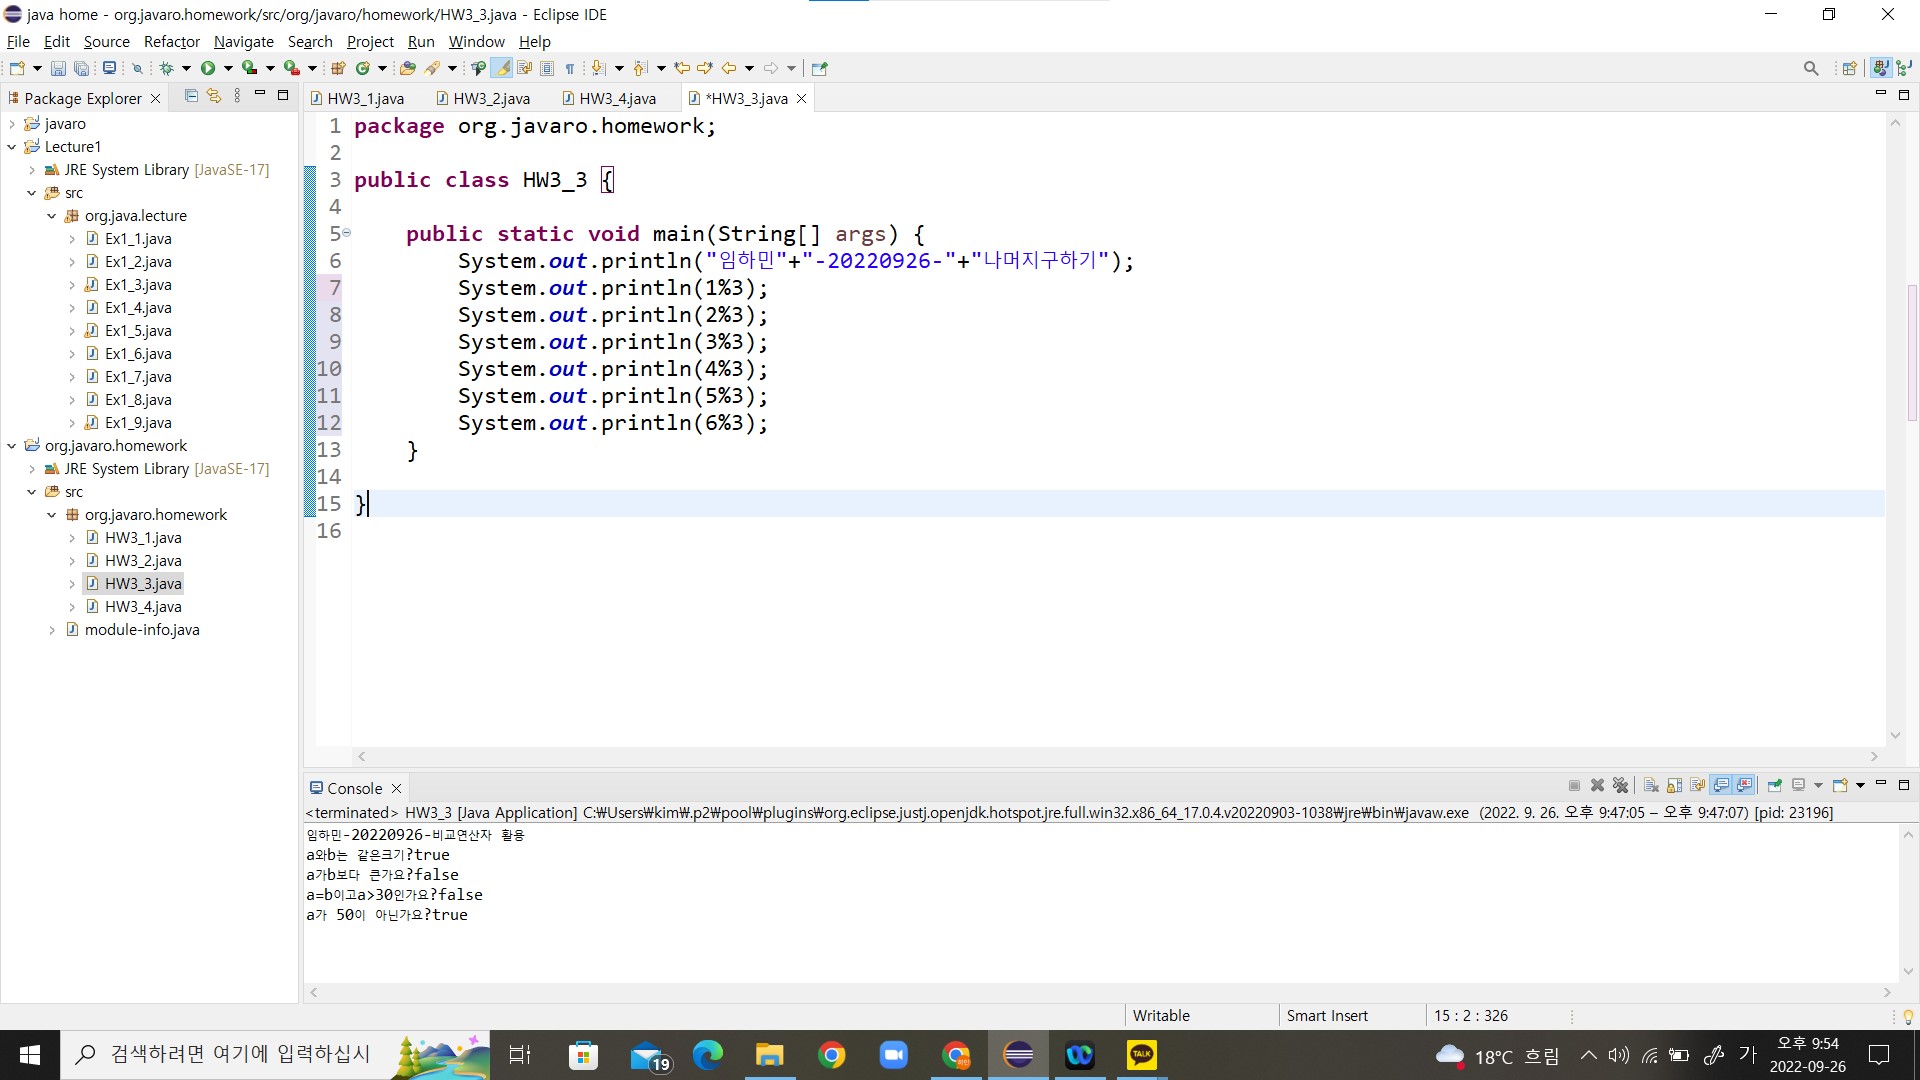 java home - org.javaro.homework/src/org/javaro/homework/HW3_3.java - Eclipse IDE
File Edit Source Refactor Navigate Search Project Run Window Help
Package Explorer
javaro
Lecture1
JRE System Library [JavaSE-17]
src
org.java.lecture
Ex1_1.java
Ex1_2.java
Ex1_3.java
Ex1_4.java
Ex1_5.java
Ex1_6.java
Ex1_7.java
Ex1_8.java
Ex1_9.java
org.javaro.homework
JRE System Library [JavaSE-17]
src
org.javaro.homework
HW3_1.java
HW3_2.java
HW3_3.java
HW3_4.java
module-info.java
HW3_1.java HW3_2.java HW3_4.java *HW3_3.java
1 package org.javaro.homework;
2
3 public class HW3_3 {
4
5 public static void main(String[] args) {
6 System.out.println("임하민"+"-20220926-"+"나머지구하기");
7 System.out.println(1%3);
8 System.out.println(2%3);
9 System.out.println(3%3);
10 System.out.println(4%3);
11 System.out.println(5%3);
12 System.out.println(6%3);
13 }
14
15 }
16
Console
<terminated> HW3_3 [Java Application] C:₩Users₩kim₩.p2₩pool₩plugins₩org.eclipse.justj.openjdk.hotspot.jre.full.win32.x86_64_17.0.4.v20220903-1038₩jre₩bin₩javaw.exe (2022. 9. 26. 오후 9:47:05 – 오후 9:47:07) [pid: 23196]
임하민-20220926-비교연산자 활용
a와b는 같은크기?true
a가b보다 큰가요?false
a=b이고a>30인가요?false
a가 50이 아닌가요?true
Writable Smart Insert 15 : 2 : 326
검색하려면 여기에 입력하십시
19
TALK
18°C 흐림
가
오후 9:54
2022-09-26